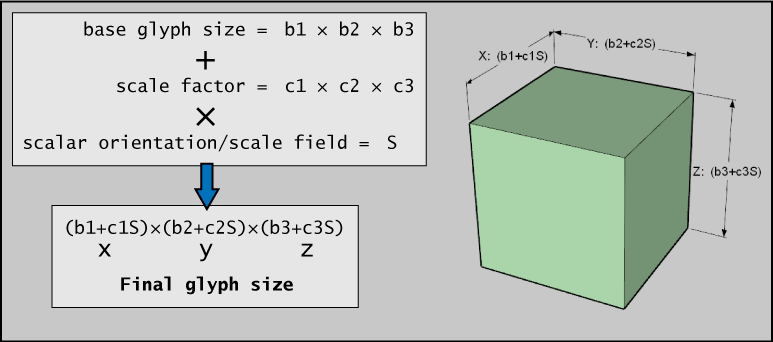 base glyph size = b1 × b2 × b3
+
scale factor = c1 × c2 × c3
×
scalar orientation/scale field = S
(b1+c1S)×(b2+c2S)×(b3+c3S)
x y z
Final glyph size
X: (b1+c1S)
Y: (b2+c2S)
Z: (b3+c3S)